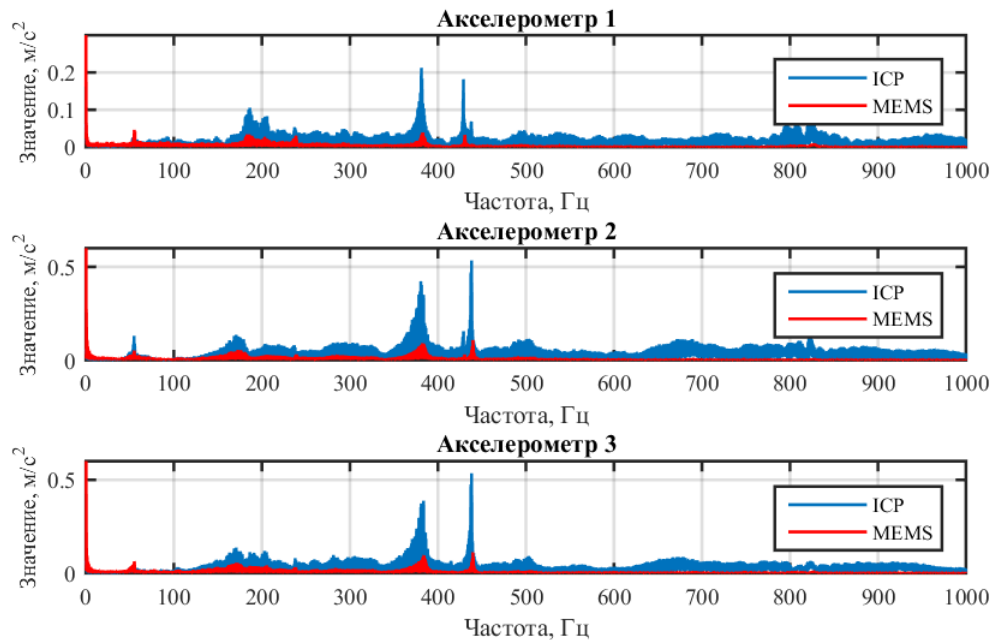 Акселерометр 1
Значение, м/с²
0.2
0.1
0
ICP
MEMS
0 100 200 300 400 500 600 700 800 900 1000
Частота, Гц
Акселерометр 2
Значение, м/с²
0.5
0
ICP
MEMS
0 100 200 300 400 500 600 700 800 900 1000
Частота, Гц
Акселерометр 3
Значение, м/с²
0.5
0
ICP
MEMS
0 100 200 300 400 500 600 700 800 900 1000
Частота, Гц